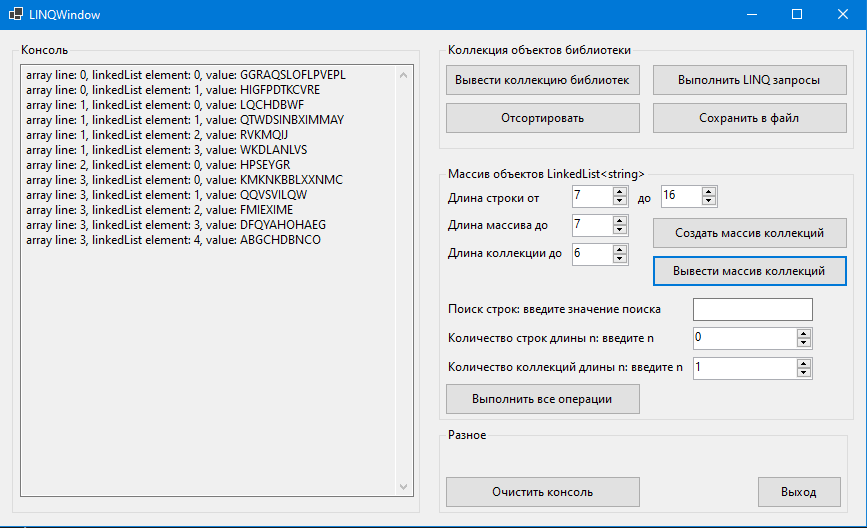 LINQWindow
Консоль
array line: 0, linkedList element: 0, value: GGRAQSLOFLPVEPL
array line: 0, linkedList element: 1, value: HIGFPDTKCVRE
array line: 1, linkedList element: 0, value: LQCHDBWF
array line: 1, linkedList element: 1, value: QTWDSINBXIMMAY
array line: 1, linkedList element: 2, value: RVKMQIJ
array line: 1, linkedList element: 3, value: WKDLANLVS
array line: 2, linkedList element: 0, value: HPSEYGR
array line: 3, linkedList element: 0, value: KMKNKBBLXXNMC
array line: 3, linkedList element: 1, value: QQVSVILQW
array line: 3, linkedList element: 2, value: FMIEXIME
array line: 3, linkedList element: 3, value: DFQYAHOHAEG
array line: 3, linkedList element: 4, value: ABGCHDBNCO
Коллекция объектов библиотеки
Вывести коллекцию библиотек Выполнить LINQ запросы
Отсортировать Сохранить в файл
Массив объектов LinkedList<string>
Длина строки от 7 до 16
Длина массива до 7
Создать массив коллекций
Длина коллекции до 6
Вывести массив коллекций
Поиск строк: введите значение поиска
Количество строк длины n: введите n 0
Количество коллекций длины n: введите n 1
Выполнить все операции
Разное
Очистить консоль Выход